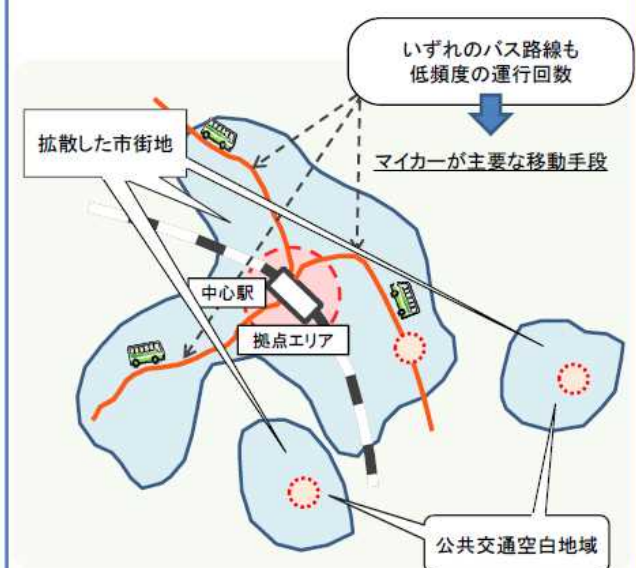 いずれのバス路線も
低頻度の運行回数
マイカーが主要な移動手段
拡散した市街地
中心駅
拠点エリア
公共交通空白地域